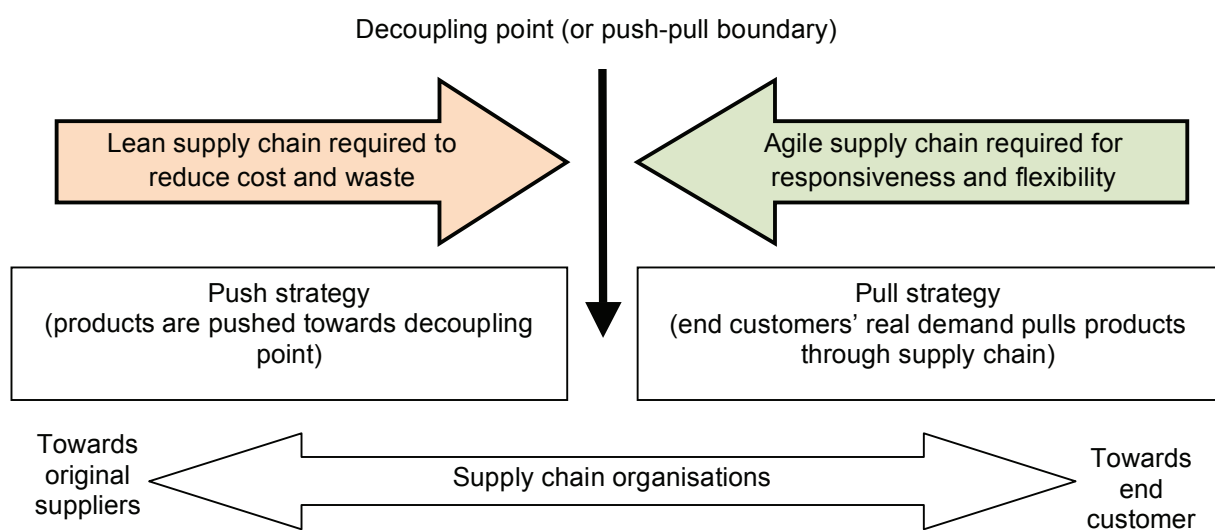 Decoupling point (or push-pull boundary)
Lean supply chain required to
reduce cost and waste
Agile supply chain required for
responsiveness and flexibility
Push strategy
(products are pushed towards decoupling
point)
Pull strategy
(end customers’ real demand pulls products
through supply chain)
Towards
original
suppliers
Supply chain organisations
Towards
end
customer